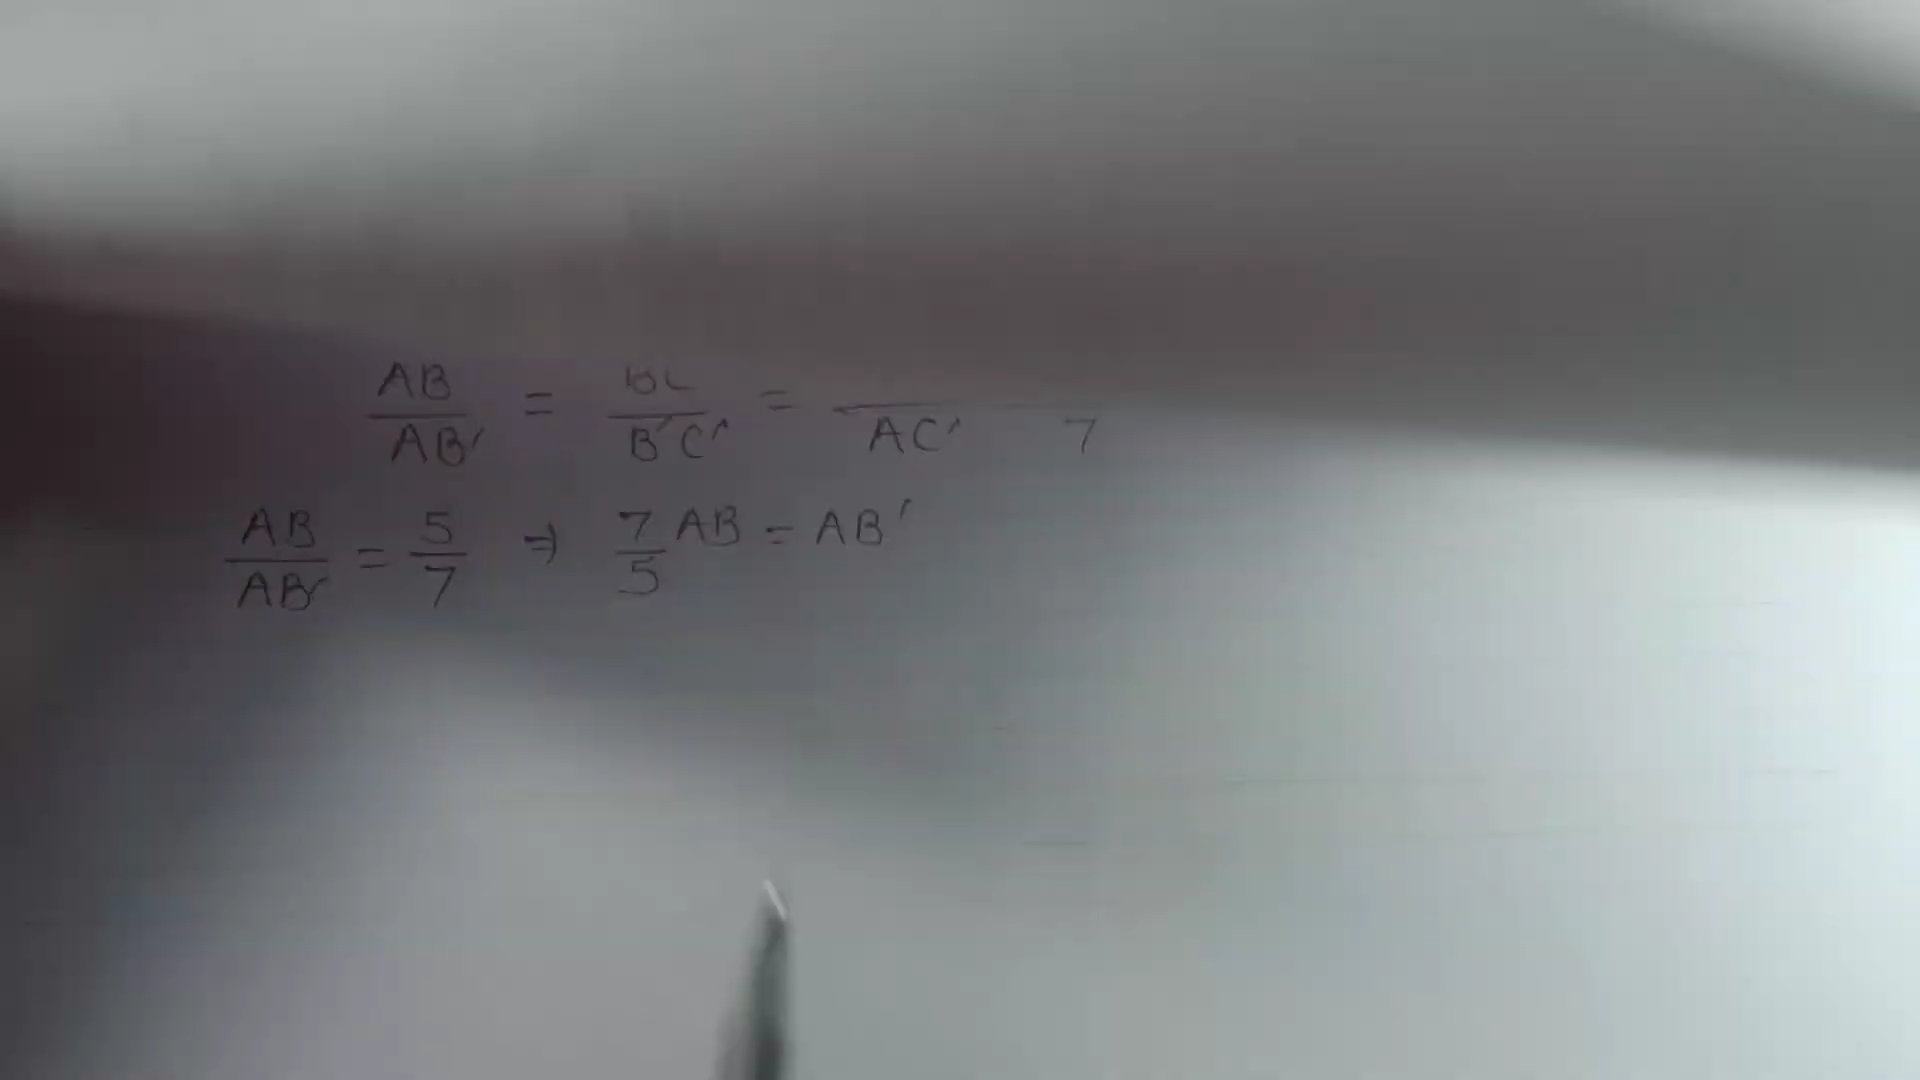 AB/AB' = BC/B'C' = /AC' 7
AB/AB' = 5/7 ⇒ 7/5 AB = AB'